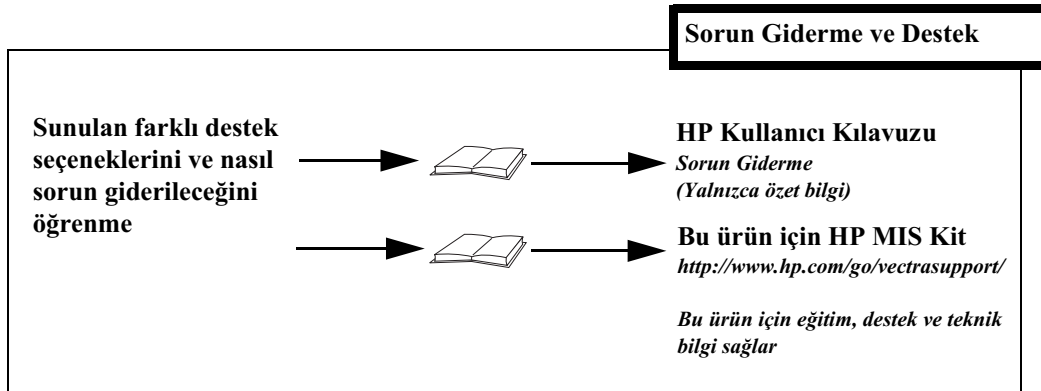 Sorun Giderme ve Destek
Sunulan farklı destek
seçeneklerini ve nasıl
sorun giderileceğini
öğrenme
HP Kullanıcı Kılavuzu
Sorun Giderme
(Yalnızca özet bilgi)
Bu ürün için HP MIS Kit
http://www.hp.com/go/vectrasupport/
Bu ürün için eğitim, destek ve teknik
bilgi sağlar